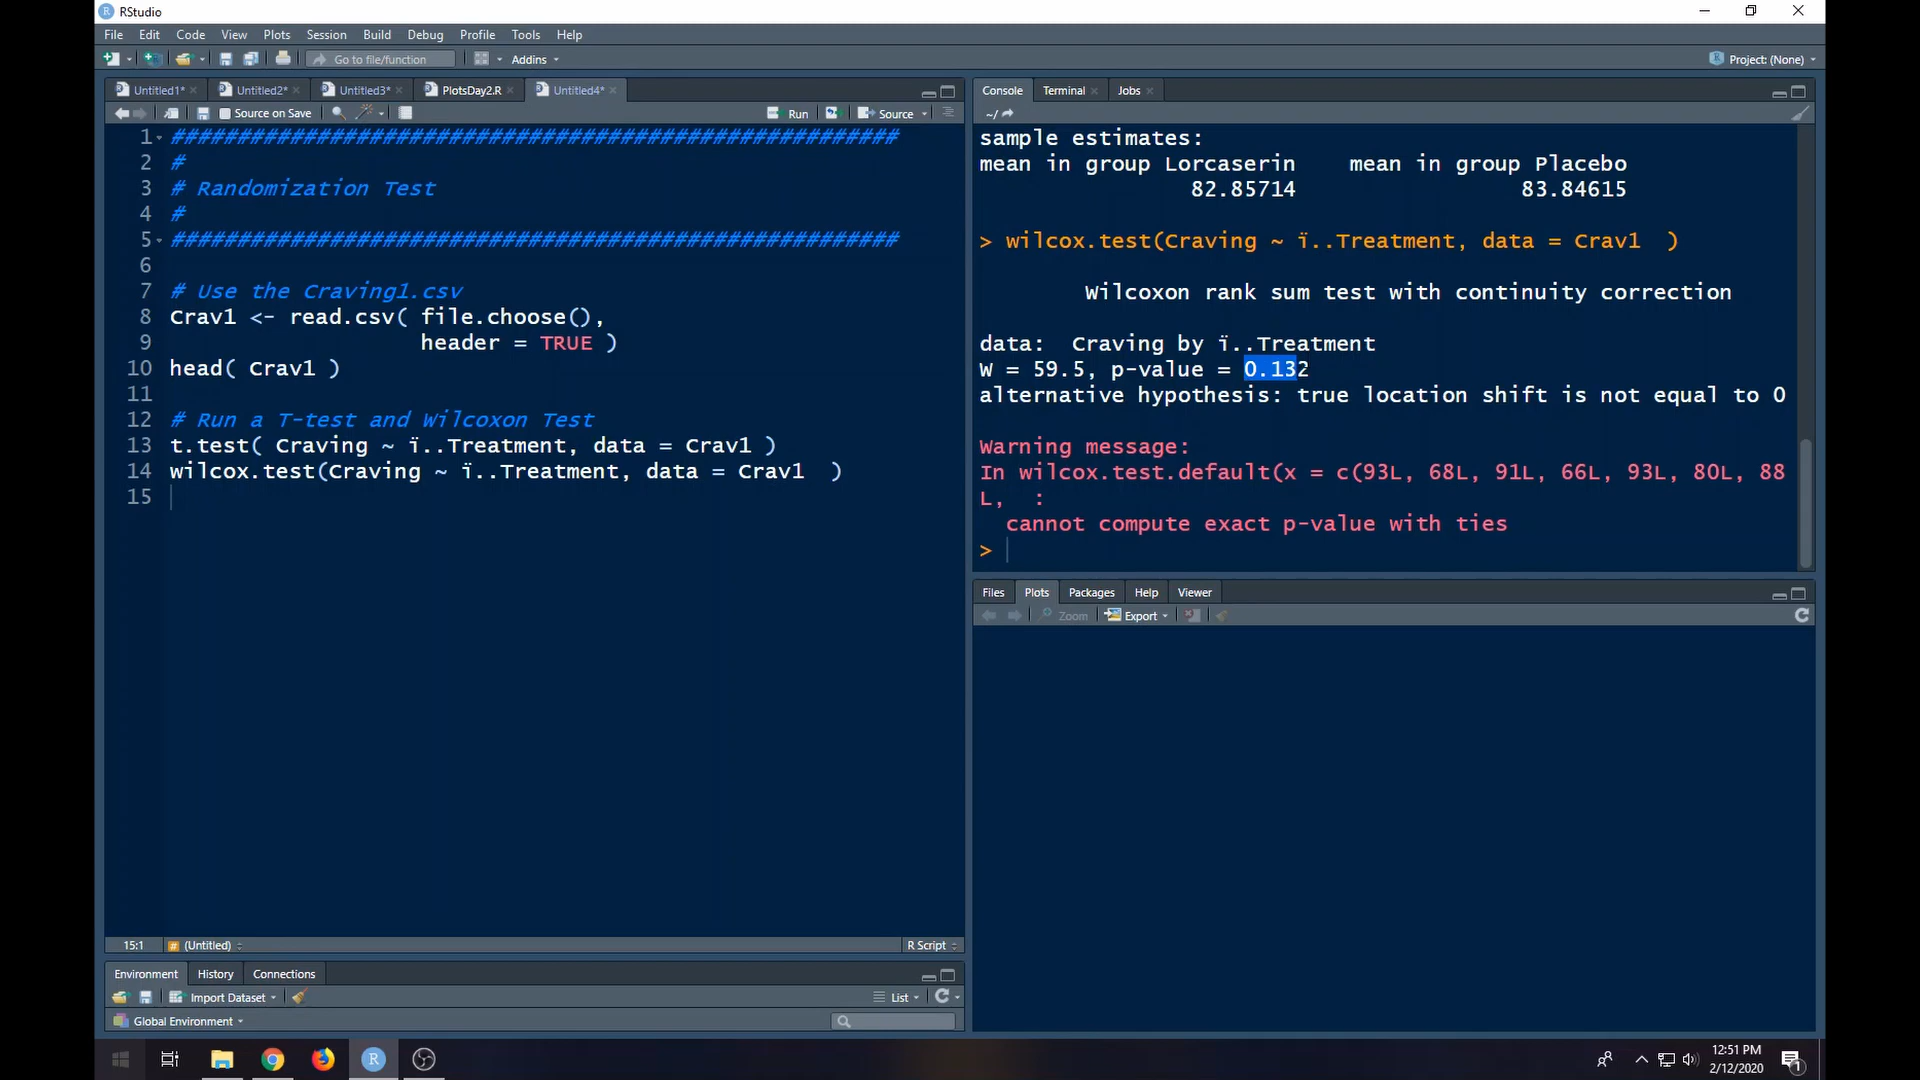 RStudio
File Edit Code View Plots Session Build Debug Profile Tools Help
Go to file/function Addins Project: (None)
Untitled1* Untitled2* Untitled3* PlotsDay2.R Untitled4*
Source on Save Run Source
1 #######################################################
2 #
3 # Randomization Test
4 #
5 #######################################################
6
7 # Use the Craving1.csv
8 Crav1 <- read.csv( file.choose(),
9 header = TRUE )
10 head( Crav1 )
11
12 # Run a T-test and Wilcoxon Test
13 t.test( Craving ~ ï..Treatment, data = Crav1 )
14 wilcox.test(Craving ~ ï..Treatment, data = Crav1  )
15
15:1 # (Untitled) R Script
Environment History Connections
Import Dataset List
Global Environment
Console Terminal Jobs
~/
sample estimates:
mean in group Lorcaserin    mean in group Placebo
82.85714 83.84615
> wilcox.test(Craving ~ ï..Treatment, data = Crav1  )
Wilcoxon rank sum test with continuity correction
data:  Craving by ï..Treatment
W = 59.5, p-value = 0.132
alternative hypothesis: true location shift is not equal to 0
Warning message:
In wilcox.test.default(x = c(93L, 68L, 91L, 66L, 93L, 80L, 88
L,  :
cannot compute exact p-value with ties
>
Files Plots Packages Help Viewer
Zoom Export
12:51 PM
2/12/2020
1